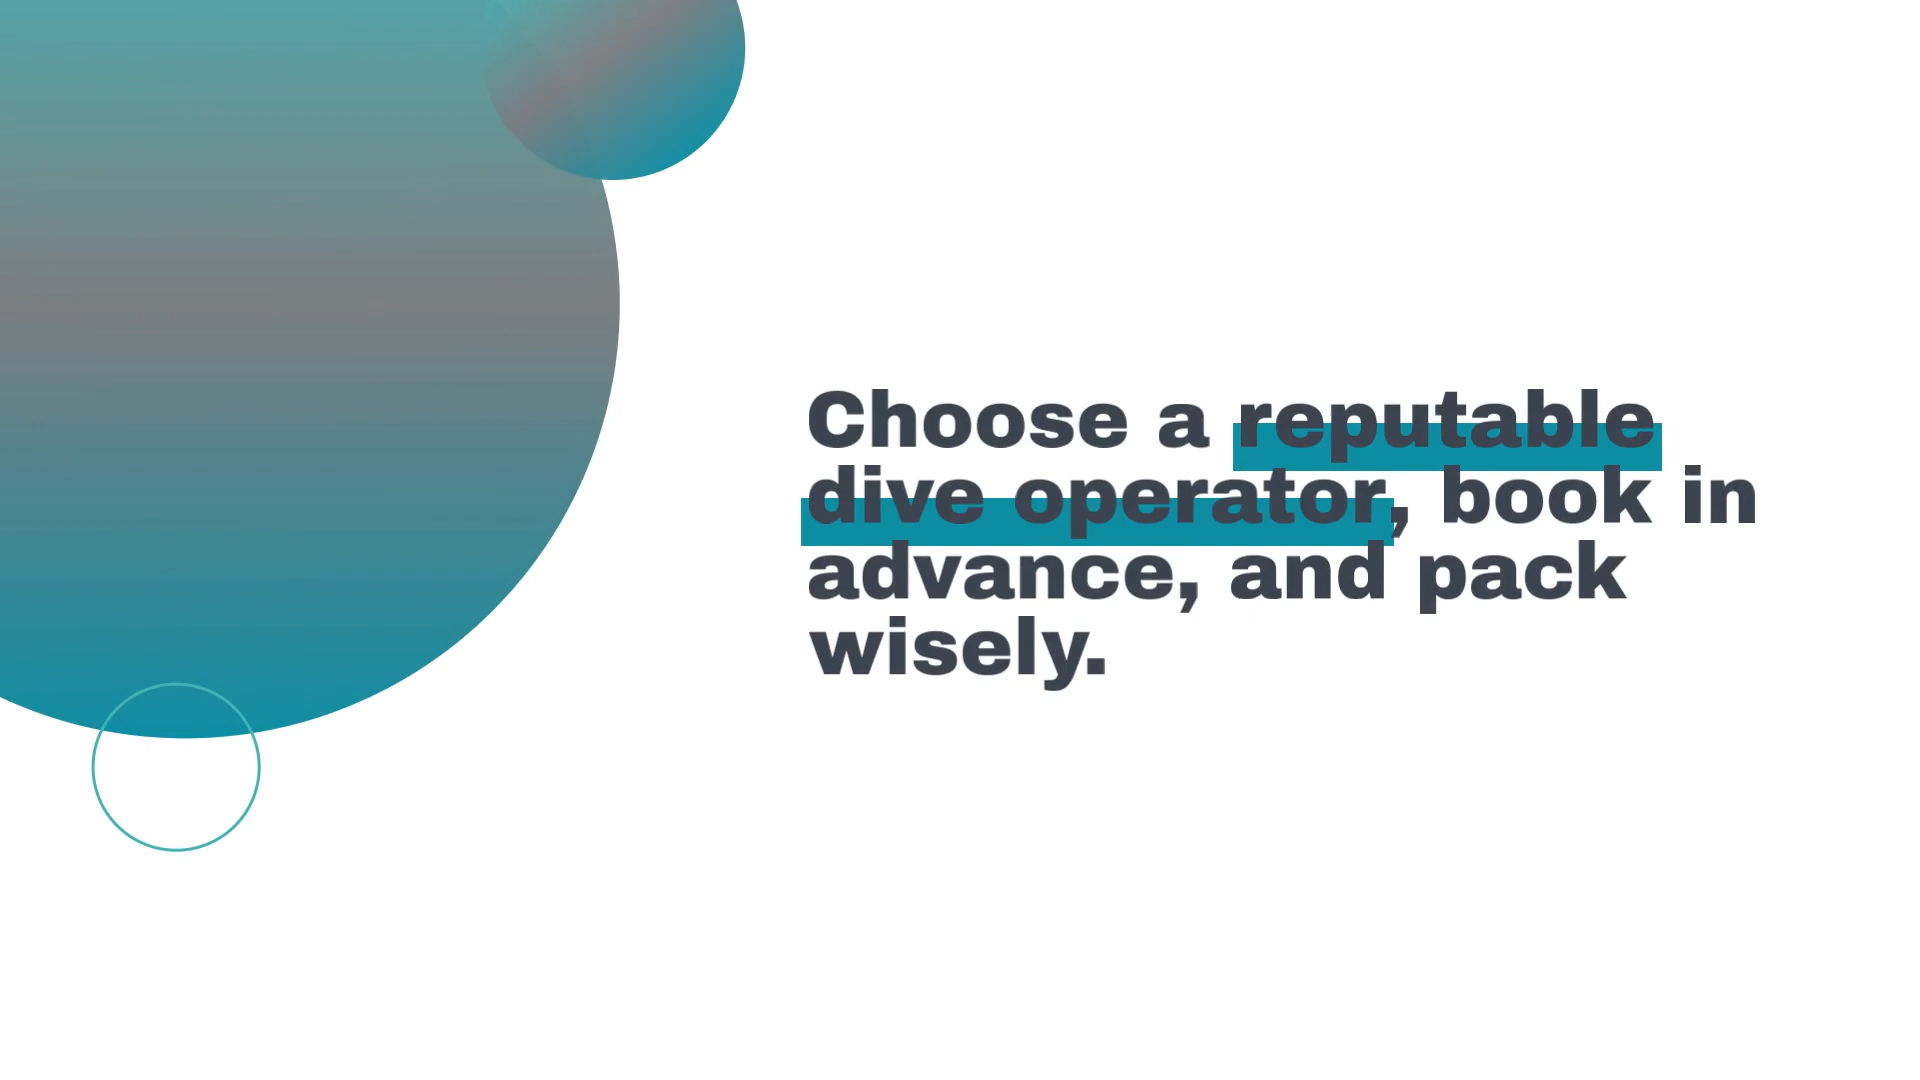 Choose a reputable
dive operator, book in
advance, and pack
wisely.